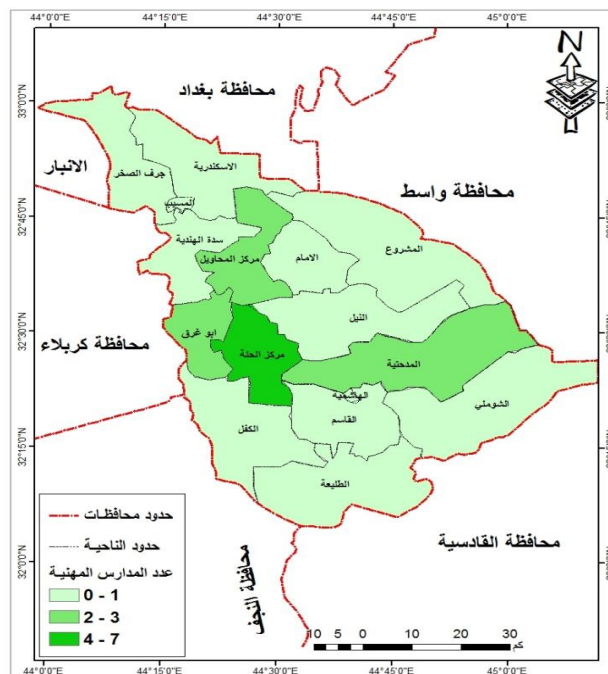 44°0'0"E 44°15'0"E 44°30'0"E 44°45'0"E 45°0'0"E
N
33°0'0"N
محافظة بغداد
الانبار
جرف الصخر
الاسكندرية
المسيب
محافظة واسط
32°45'0"N
سدة الهندية
مركز المحاويل
الامام
المشروع
النيل
32°30'0"N
ابو غرق
محافظة كربلاء
مركز الحلة
المدحتية
الهاشمية
القاسم
الشوملي
الكفل
32°15'0"N
الطليعة
محافظة القادسية
محافظة النجف
32°0'0"N
حدود محافظات
حدود الناحية
عدد المدارس المهنية
0 - 1
2 - 3
4 - 7
10 5 0 10 20 30
كم
44°0'0"E 44°15'0"E 44°30'0"E 44°45'0"E 45°0'0"E